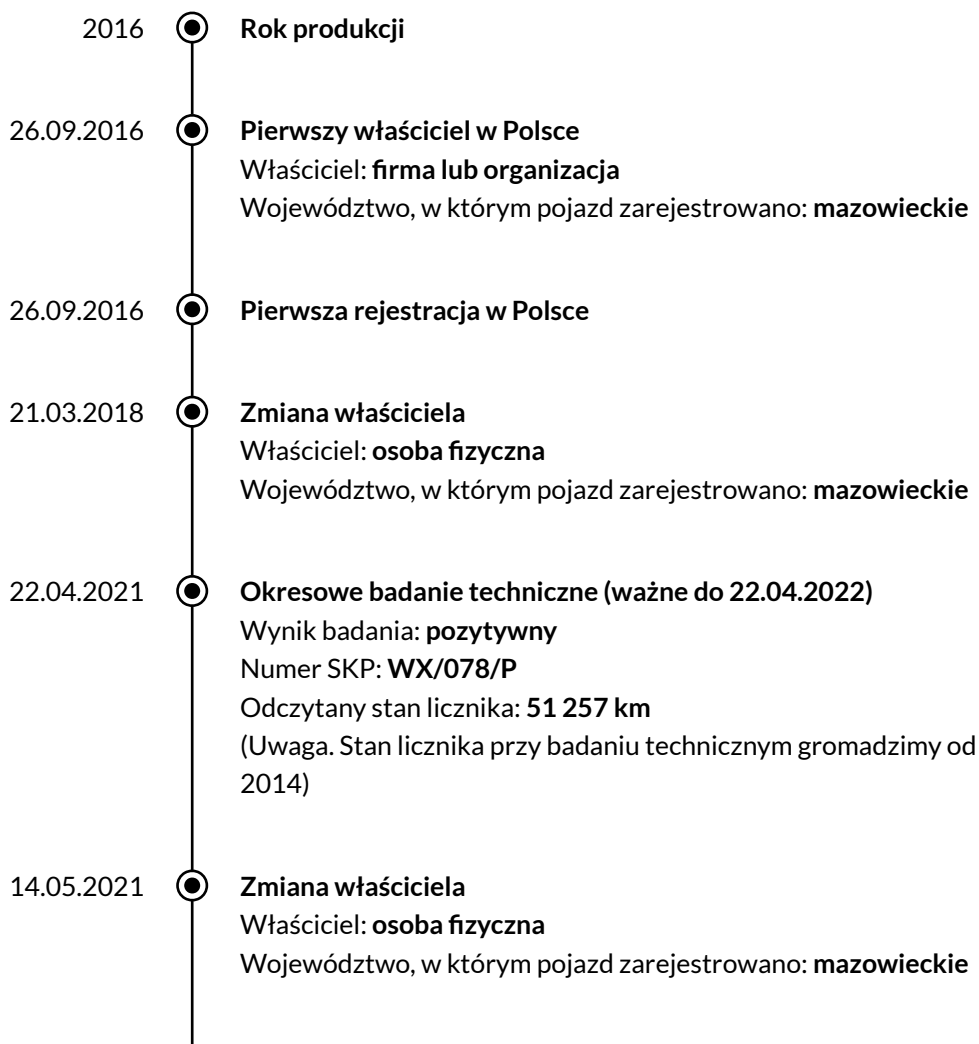 2016
Rok produkcji
26.09.2016
Pierwszy właściciel w Polsce
Właściciel: firma lub organizacja
Województwo, w którym pojazd zarejestrowano: mazowieckie
26.09.2016
Pierwsza rejestracja w Polsce
21.03.2018
Zmiana właściciela
Właściciel: osoba fizyczna
Województwo, w którym pojazd zarejestrowano: mazowieckie
22.04.2021
Okresowe badanie techniczne (ważne do 22.04.2022)
Wynik badania: pozytywny
Numer SKP: WX/078/P
Odczytany stan licznika: 51 257 km
(Uwaga. Stan licznika przy badaniu technicznym gromadzimy od
2014)
14.05.2021
Zmiana właściciela
Właściciel: osoba fizyczna
Województwo, w którym pojazd zarejestrowano: mazowieckie